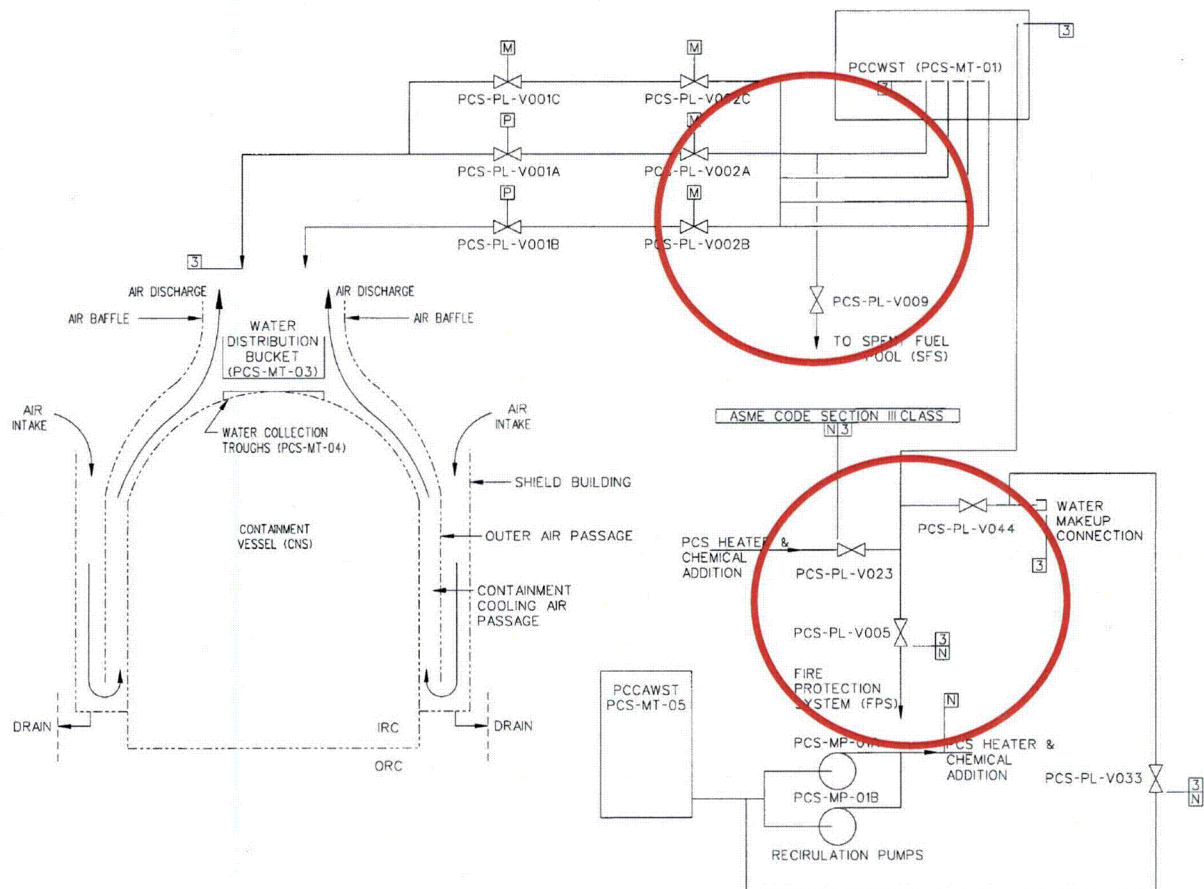 3
PCCWST (PCS-MT-01)
3
M
M
PCS-PL-V001C
PCS-PL-V002C
P
M
PCS-PL-V001A
PCS-PL-V002A
P
M
PCS-PL-V001B
PCS-PL-V002B
3
AIR DISCHARGE
AIR DISCHARGE
AIR BAFFLE
AIR BAFFLE
WATER
DISTRIBUTION
BUCKET
(PCS-MT-03)
PCS-PL-V009
TO SPENT FUEL
POOL (SFS)
AIR
INTAKE
AIR
INTAKE
WATER COLLECTION
TROUGHS (PCS-MT-04)
ASME CODE SECTION III CLASS
N 3
SHIELD BUILDING
CONTAINMENT
VESSEL (CNS)
OUTER AIR PASSAGE
CONTAINMENT
COOLING AIR
PASSAGE
PCS-PL-V044
WATER
MAKEUP
CONNECTION
3
PCS HEATER &
CHEMICAL
ADDITION
PCS-PL-V023
PCS-PL-V005
3
N
FIRE
PROTECTION
SYSTEM (FPS)
N
PCCAWST
PCS-MT-05
DRAIN
IRC
DRAIN
ORC
PCS-MP-01A
PCS HEATER &
CHEMICAL
ADDITION
PCS-MP-01B
PCS-PL-V033
3
N
RECIRULATION PUMPS